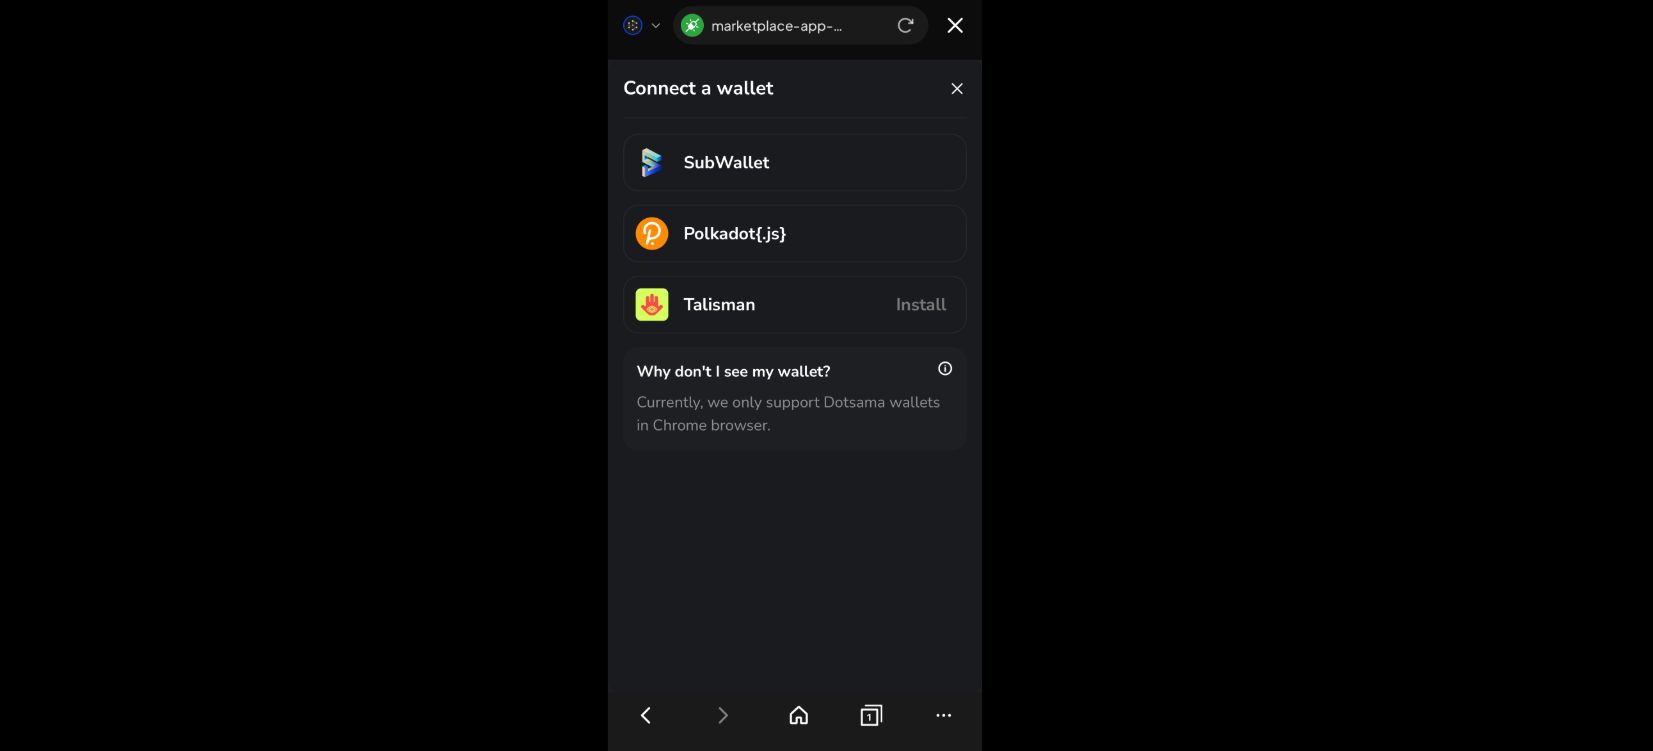 marketplace-app-...
Connect a wallet
SubWallet
Polkadot{.js}
Talisman
Install
Why don't I see my wallet?
Currently, we only support Dotsama wallets
in Chrome browser.
1